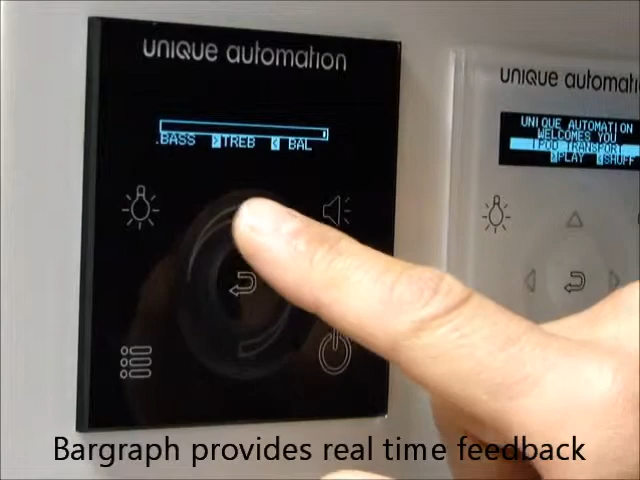 unique automation
.BASS >TREB < BAL
unique automati
UNIQUE AUTOMATION
WELCOMES YOU
IPOD TRANSPORT
>PLAY <SHUFF
Bargraph provides real time feedback